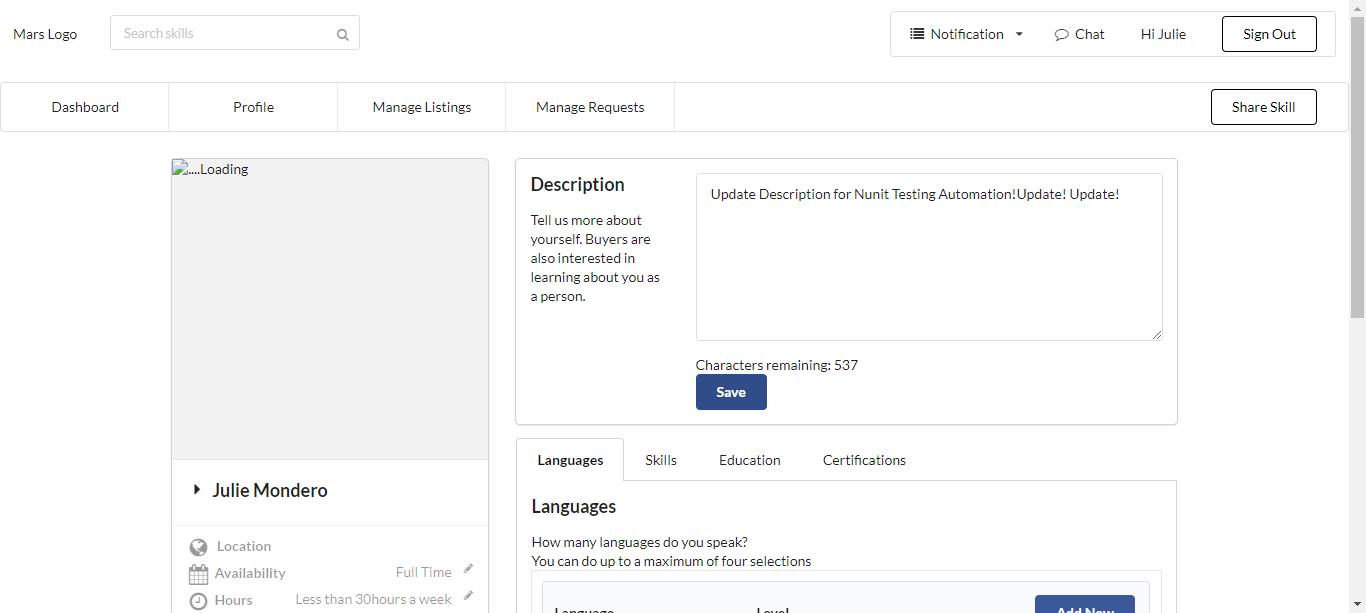 Mars Logo
Search skills
Notification
Chat
Hi Julie
Sign Out
Dashboard
Profile
Manage Listings
Manage Requests
Share Skill
....Loading
Description
Tell us more about
yourself. Buyers are
also interested in
learning about you as
a person.
Update Description for Nunit Testing Automation!Update! Update!
Characters remaining: 537
Save
Julie Mondero
Location
Availability
Full Time
Hours
Less than 30hours a week
Languages
Skills
Education
Certifications
Languages
How many languages do you speak?
You can do up to a maximum of four selections
Language
Level
Add New